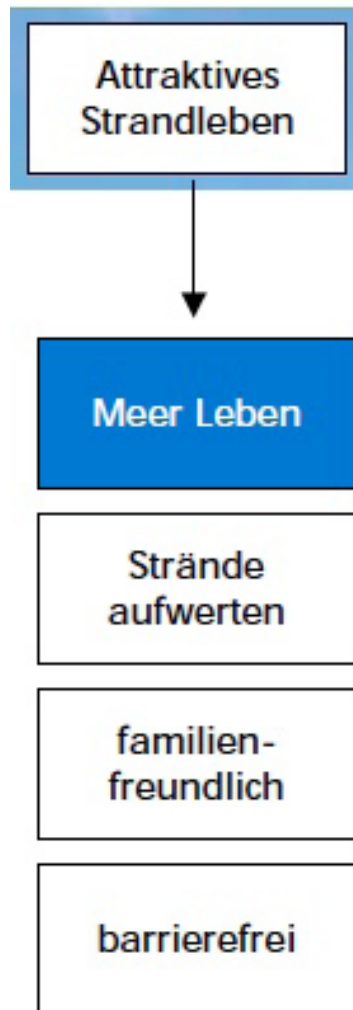 Attraktives
Strandleben
Meer Leben
Strände
aufwerten
familien-
freundlich
barrierefrei